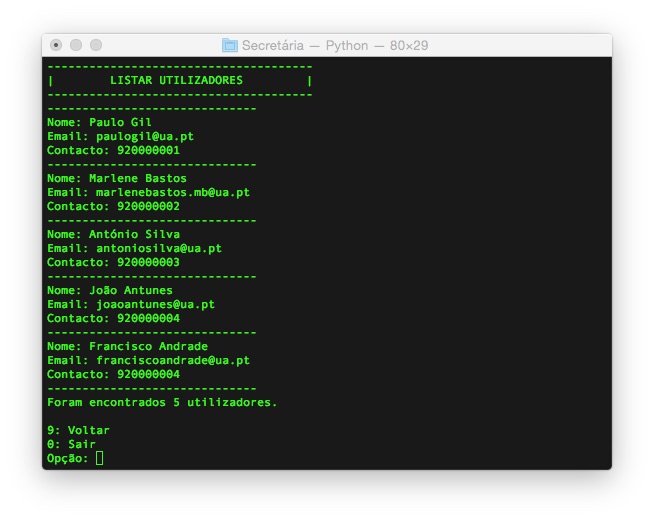 Secretária — Python — 80×29
--------------------------------------
|        LISTAR UTILIZADORES         |
--------------------------------------
------------------------------
Nome: Paulo Gil
Email: paulogil@ua.pt
Contacto: 920000001
------------------------------
Nome: Marlene Bastos
Email: marlenebastos.mb@ua.pt
Contacto: 920000002
------------------------------
Nome: António Silva
Email: antoniosilva@ua.pt
Contacto: 920000003
------------------------------
Nome: João Antunes
Email: joaoantunes@ua.pt
Contacto: 920000004
------------------------------
Nome: Francisco Andrade
Email: franciscoandrade@ua.pt
Contacto: 920000004
------------------------------
Foram encontrados 5 utilizadores.
9: Voltar
0: Sair
Opção: